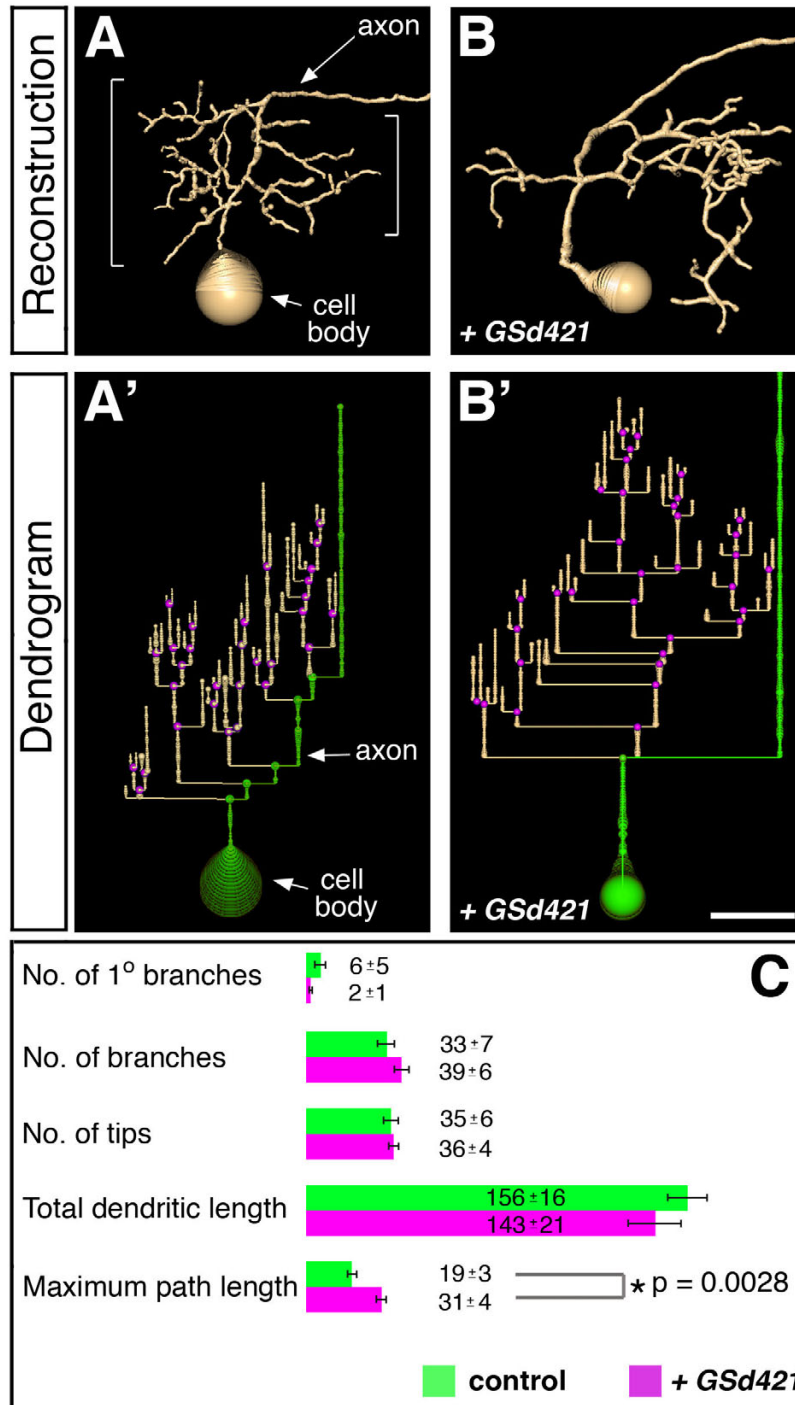 Reconstruction
A
axon
cell
body
B
+ GSd421
Dendrogram
A'
axon
cell
body
B'
+ GSd421
C
No. of 1º branches
6±5
2±1
No. of branches
33±7
39±6
No. of tips
35±6
36±4
Total dendritic length
156±16
143±21
Maximum path length
19±3
31±4
* p = 0.0028
control
+ GSd421